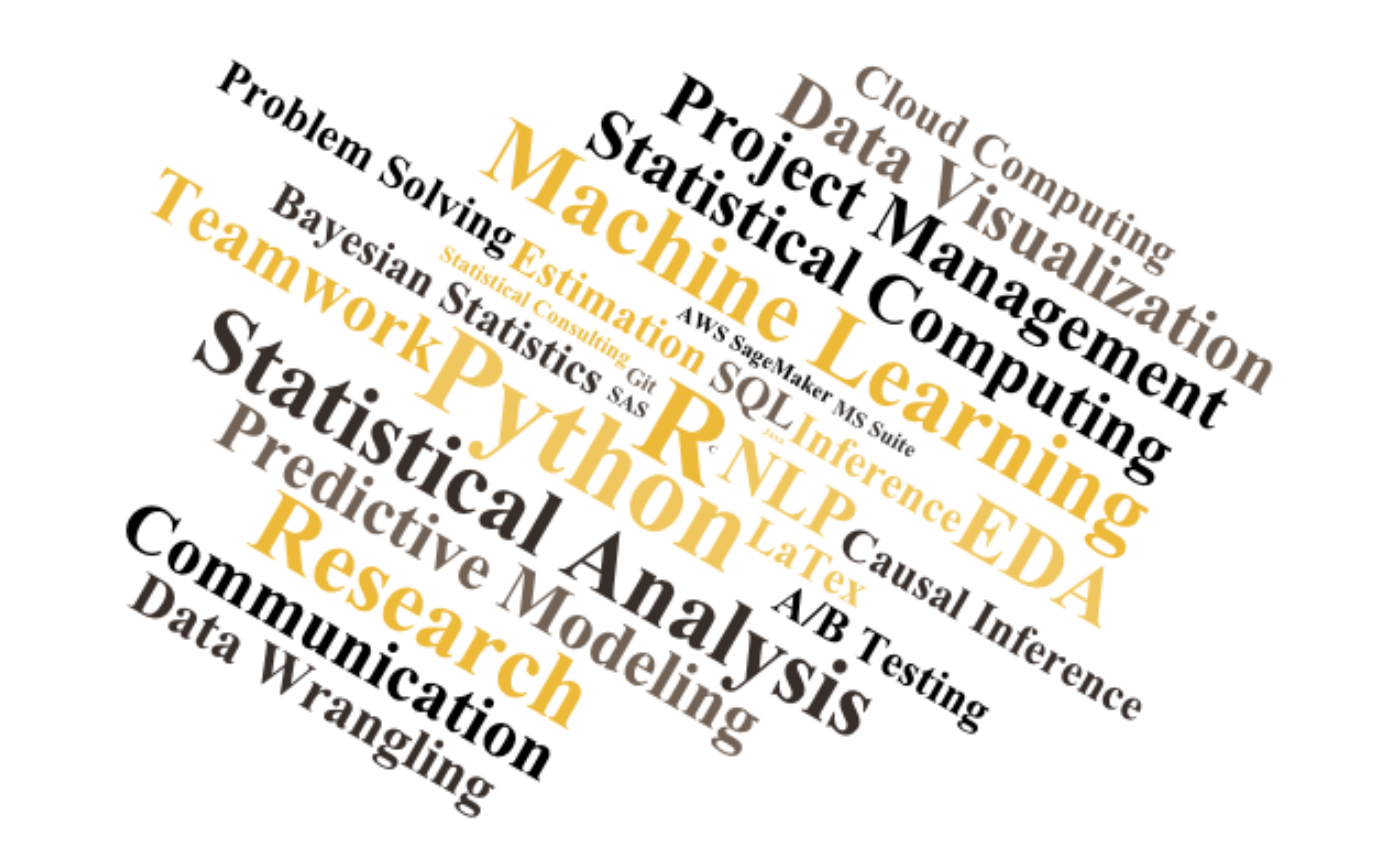 Cloud Computing
Data Visualization
Project Management
Statistical Computing
Machine Learning
Problem Solving
Estimation
AWS SageMaker
MS Suite
Teamwork
Bayesian Statistics
Statistical Consulting
Git
SAS
SQL
R
C
Java
Inference
NLP
EDA
Python
LaTex
Causal Inference
A/B Testing
Statistical Analysis
Predictive Modeling
Research
Communication
Data Wrangling